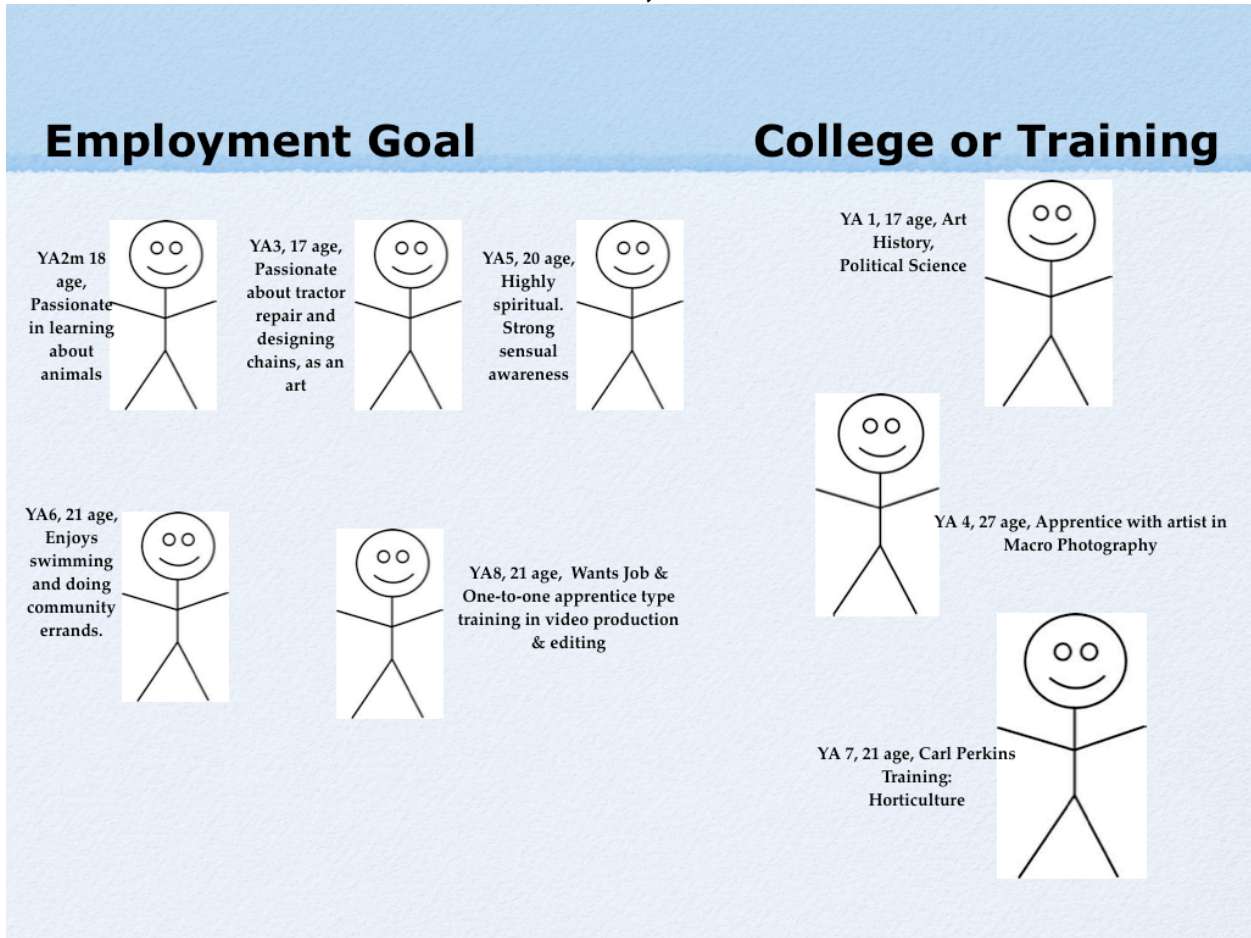 Employment Goal
College or Training
YA2m 18
age,
Passionate
in learning
about
animals
YA3, 17 age,
Passionate
about tractor
repair and
designing
chains, as an
art
YA5, 20 age,
Highly
spiritual.
Strong
sensual
awareness
YA 1, 17 age, Art
History,
Political Science
YA 4, 27 age, Apprentice with artist in
Macro Photography
YA6, 21 age,
Enjoys
swimming
and doing
community
errands.
YA8, 21 age, Wants Job &
One-to-one apprentice type
training in video production
& editing
YA 7, 21 age, Carl Perkins
Training:
Horticulture